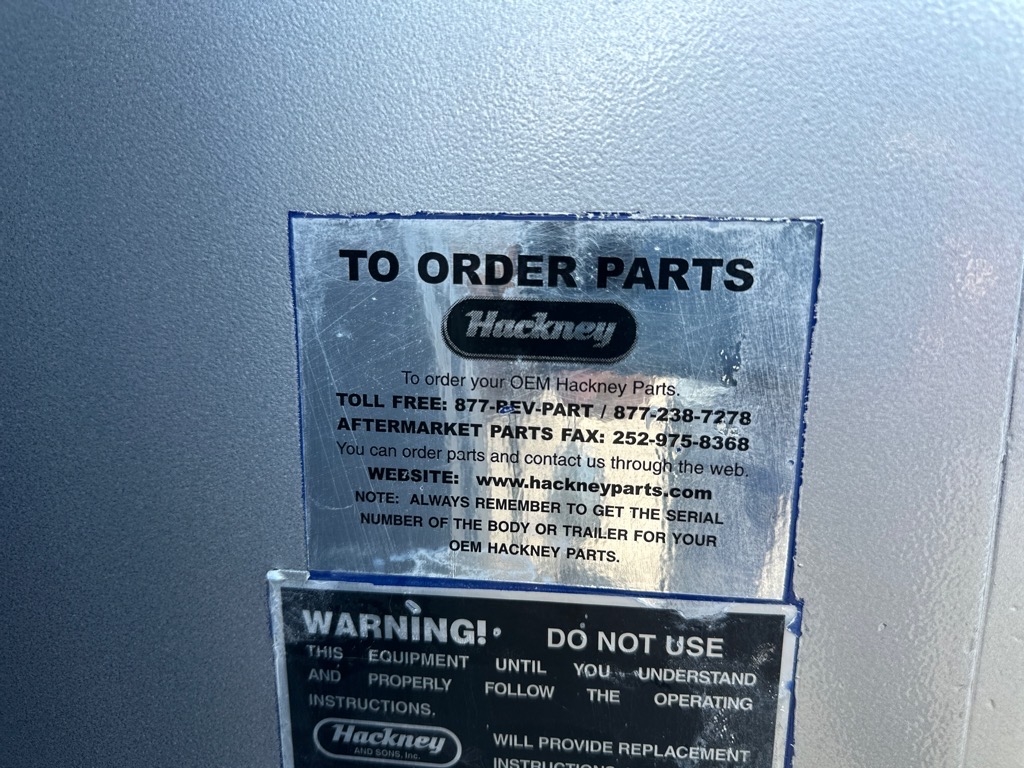 TO ORDER PARTS
Hackney
To order your OEM Hackney Parts.
TOLL FREE: 877-REV-PART / 877-238-7278
AFTERMARKET PARTS FAX: 252-975-8368
You can order parts and contact us through the web.
WEBSITE: www.hackneyparts.com
NOTE: ALWAYS REMEMBER TO GET THE SERIAL
NUMBER OF THE BODY OR TRAILER FOR YOUR
OEM HACKNEY PARTS.
WARNING! DO NOT USE
THIS EQUIPMENT UNTIL YOU UNDERSTAND
AND PROPERLY FOLLOW THE OPERATING
INSTRUCTIONS.
Hackney
AND SONS, Inc.
WILL PROVIDE REPLACEMENT
INSTRUCTIONS